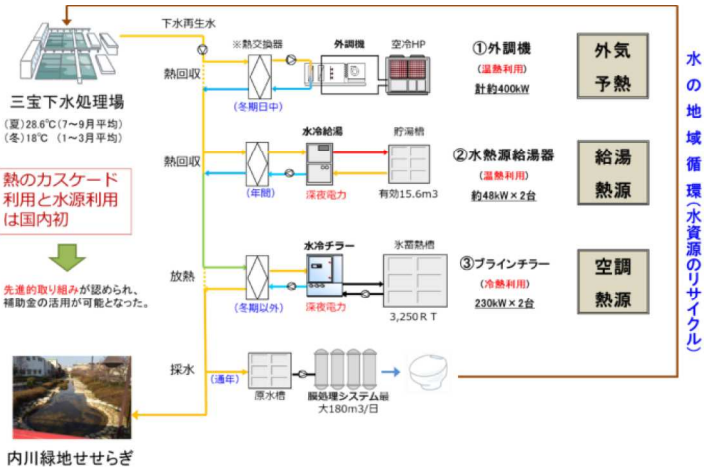 下水再生水
三宝下水処理場
(夏)28.6℃(7～9月平均)
(冬)18℃ (1～3月平均)
熱のカスケード
利用と水源利用
は国内初
先進的取り組みが認められ、
補助金の活用が可能となった。
内川緑地せせらぎ
熱回収
※熱交換器
(冬期日中)
外調機
空冷HP
①外調機
(温熱利用)
計約400kW
外気
予熱
熱回収
(年間)
水冷給湯
深夜電力
貯湯槽
有効15.6m3
②水熱源給湯器
(温熱利用)
約48kW×2台
給湯
熱源
放熱
(冬期以外)
水冷チラー
深夜電力
氷蓄熱槽
3,250ＲＴ
③ブラインチラー
(冷熱利用)
230kW×2台
空調
熱源
採水
(通年)
原水槽
膜処理システム最
大180m3/日
水の地域循環(水資源のリサイクル)